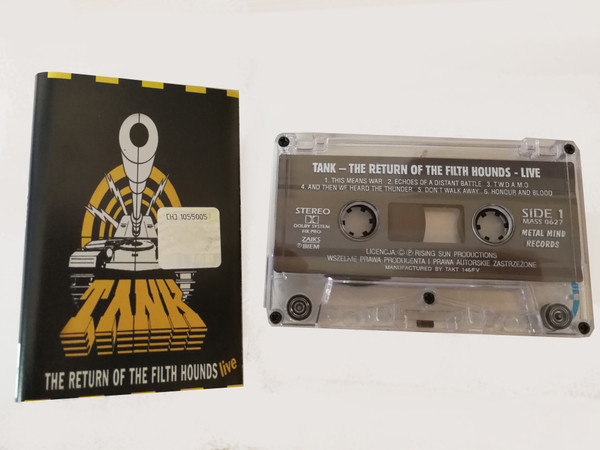 CHQ 1055005
TANK
THE RETURN OF THE FILTH HOUNDS live
TANK – THE RETURN OF THE FILTH HOUNDS - LIVE
1. THIS MEANS WAR 2. ECHOES OF A DISTANT BATTLE 3. T.W.D.A.M.O
4. AND THEN WE HEARD THE THUNDER 5. DON'T WALK AWAY 6. HONOUR AND BLOOD
STEREO
DOLBY SYSTEM
HX PRO
ZAIKS
BIEM
SIDE 1
MASS 0627
METAL MIND
RECORDS
LICENCJA: © ℗ RISING SUN PRODUCTIONS
WSZELKIE PRAWA PRODUCENTA I PRAWA AUTORSKIE ZASTRZEŻONE
MANUFACTURED BY TAKT 146/FV